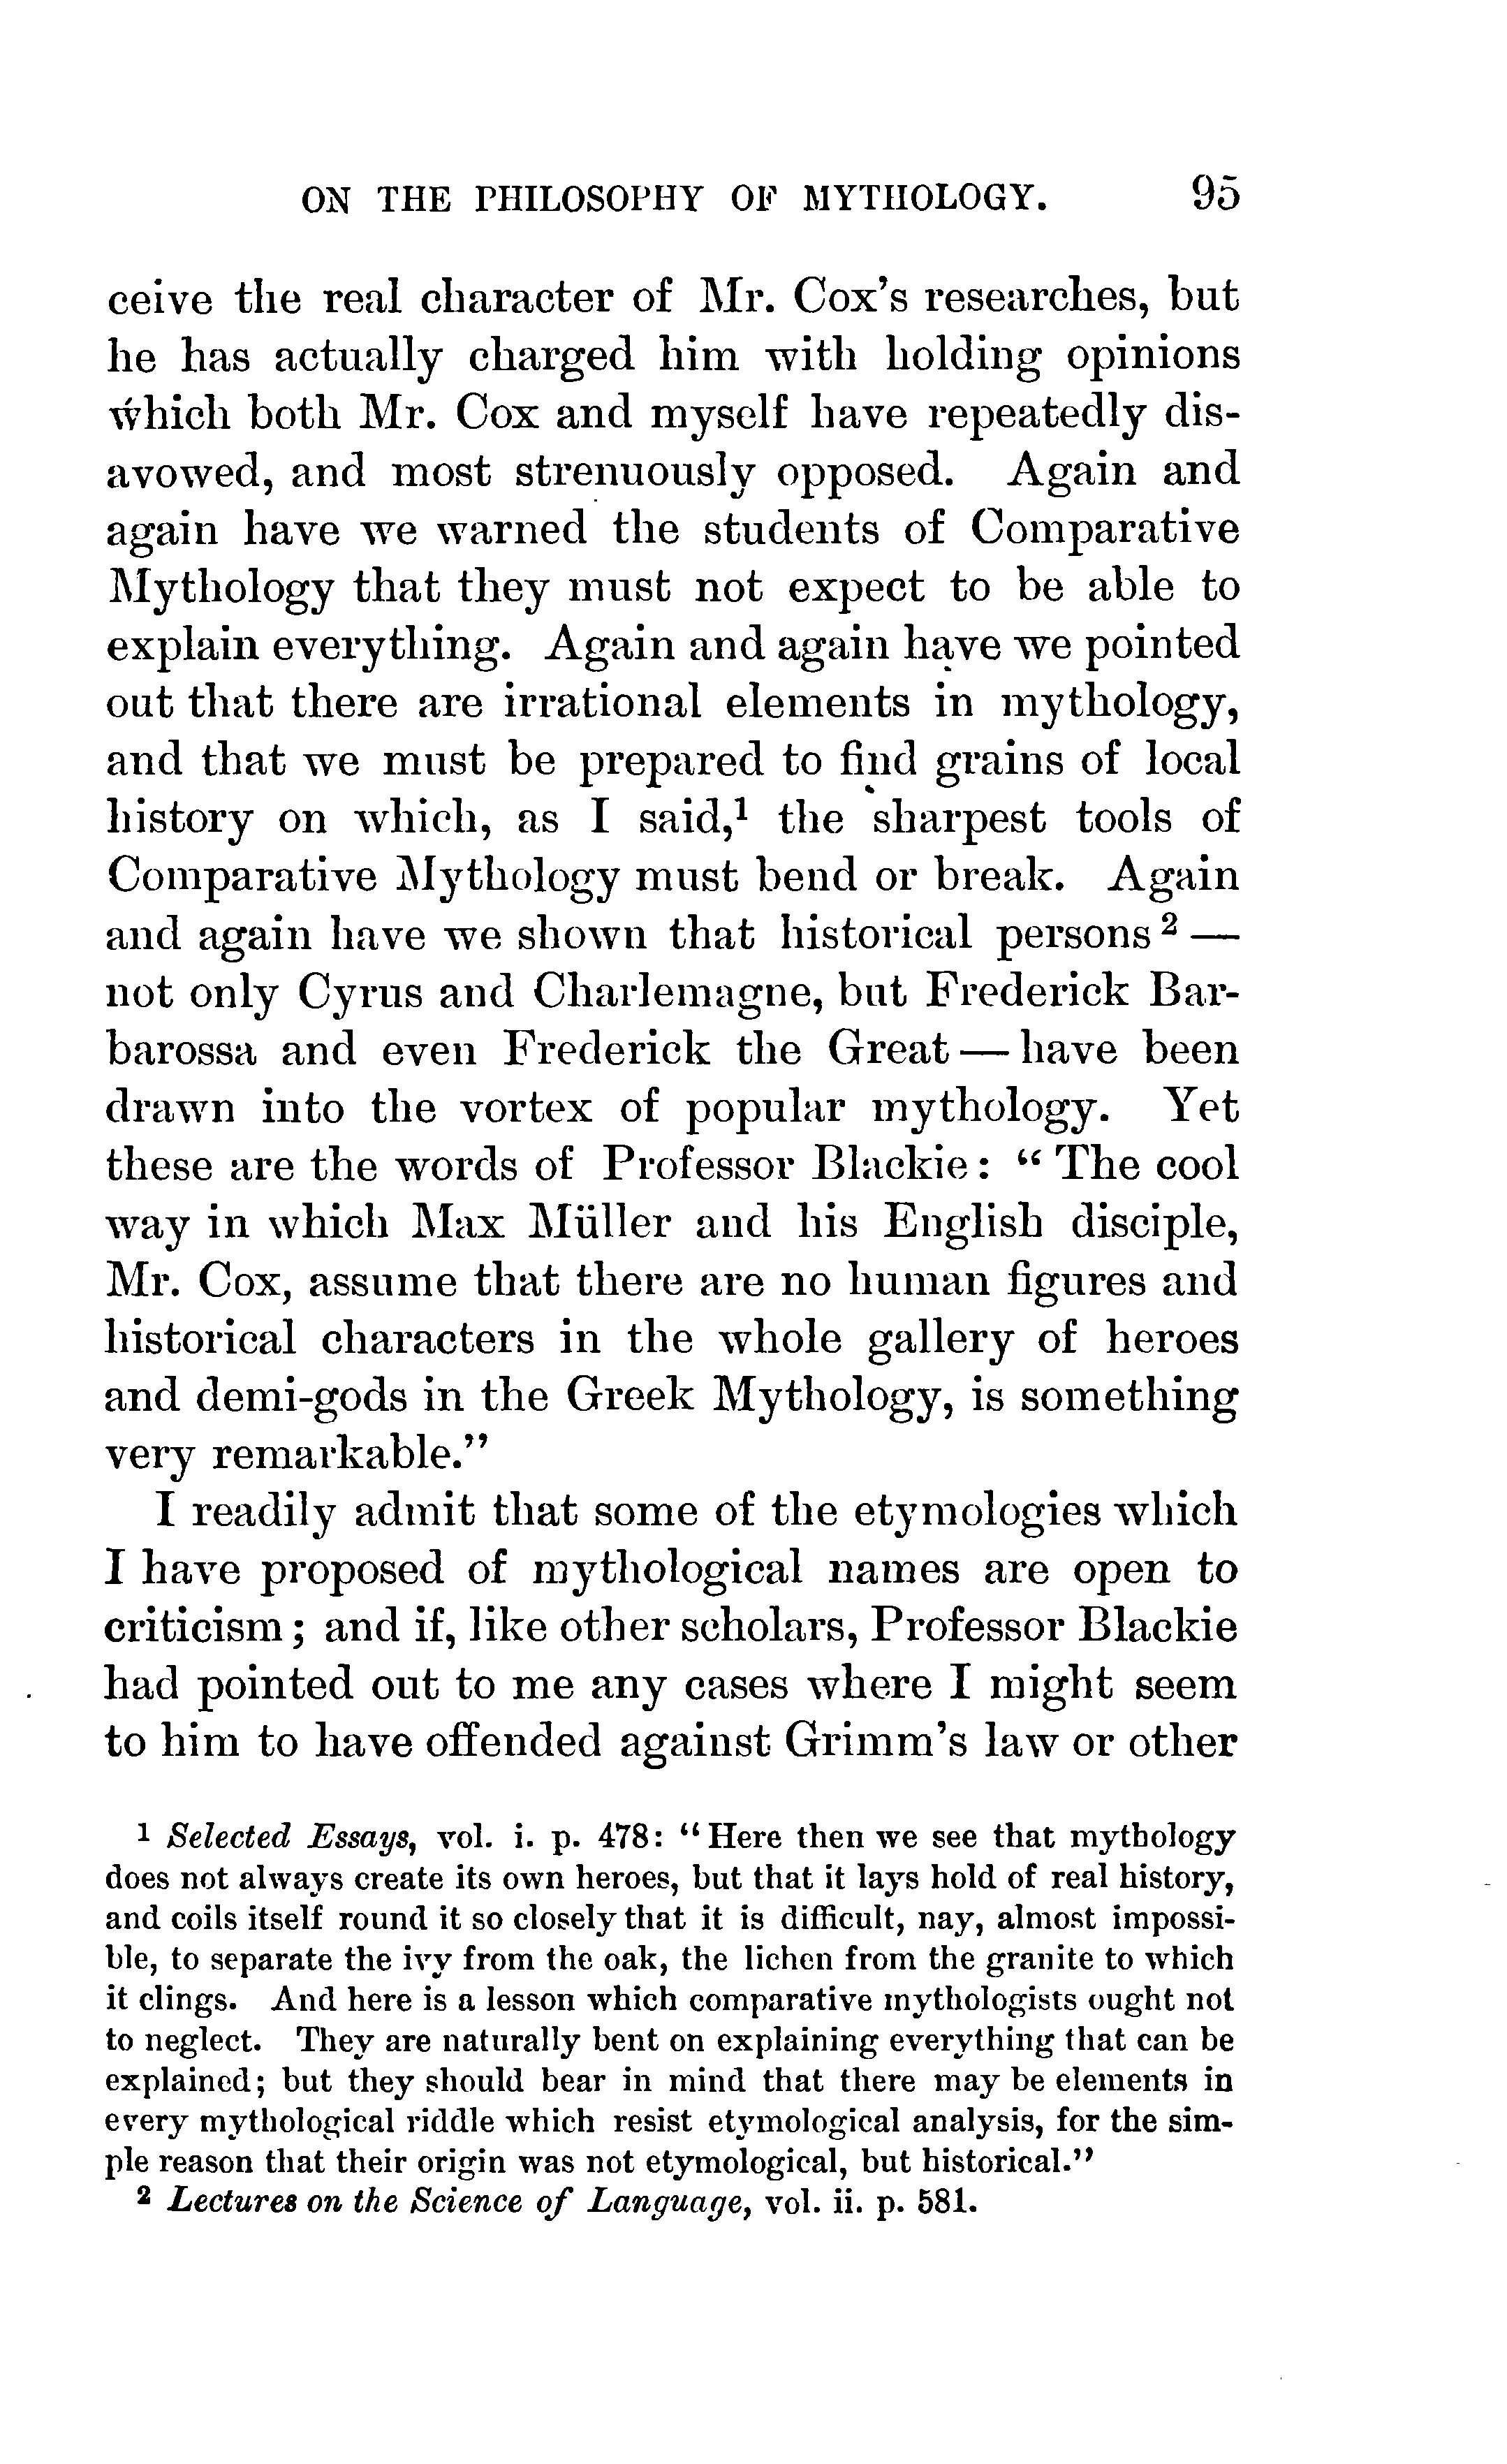 ON THE PHILOSOPHY OF MYTHOLOGY. 95
ceive the real character of Mr. Cox's researches, but
he has actually charged him with holding opinions
which both Mr. Cox and myself have repeatedly dis-
avowed, and most strenuously opposed. Again and
again have we warned the students of Comparative
Mythology that they must not expect to be able to
explain everything. Again and again have we pointed
out that there are irrational elements in mythology,
and that we must be prepared to find grains of local
history on which, as I said,¹ the sharpest tools of
Comparative Mythology must bend or break. Again
and again have we shown that historical persons ² —
not only Cyrus and Charlemagne, but Frederick Bar-
barossa and even Frederick the Great — have been
drawn into the vortex of popular mythology. Yet
these are the words of Professor Blackie: “ The cool
way in which Max Müller and his English disciple,
Mr. Cox, assume that there are no human figures and
historical characters in the whole gallery of heroes
and demi-gods in the Greek Mythology, is something
very remarkable.”
I readily admit that some of the etymologies which
I have proposed of mythological names are open to
criticism; and if, like other scholars, Professor Blackie
had pointed out to me any cases where I might seem
to him to have offended against Grimm's law or other
¹ Selected Essays, vol. i. p. 478: “Here then we see that mythology
does not always create its own heroes, but that it lays hold of real history,
and coils itself round it so closely that it is difficult, nay, almost impossi-
ble, to separate the ivy from the oak, the lichen from the granite to which
it clings. And here is a lesson which comparative mythologists ought not
to neglect. They are naturally bent on explaining everything that can be
explained; but they should bear in mind that there may be elements in
every mythological riddle which resist etymological analysis, for the sim-
ple reason that their origin was not etymological, but historical.”
² Lectures on the Science of Language, vol. ii. p. 581.